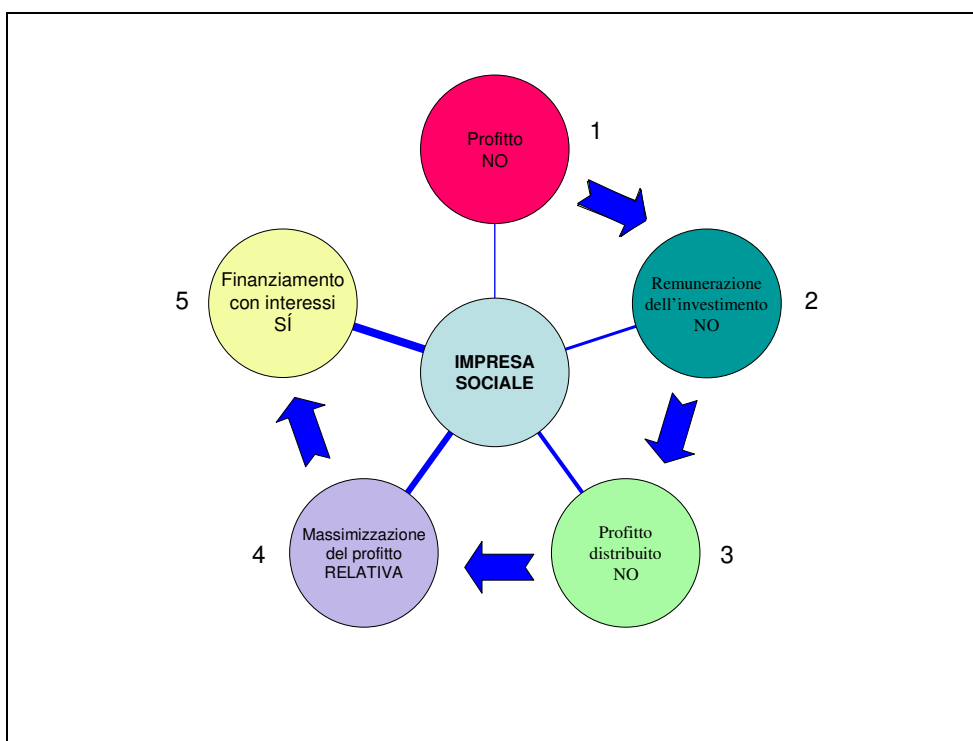 Profitto
NO
1
Remunerazione
dell'investimento
NO
2
Profitto
distribuito
NO
3
Massimizzazione
del profitto
RELATIVA
4
Finanziamento
con interessi
SÍ
5
IMPRESA
SOCIALE